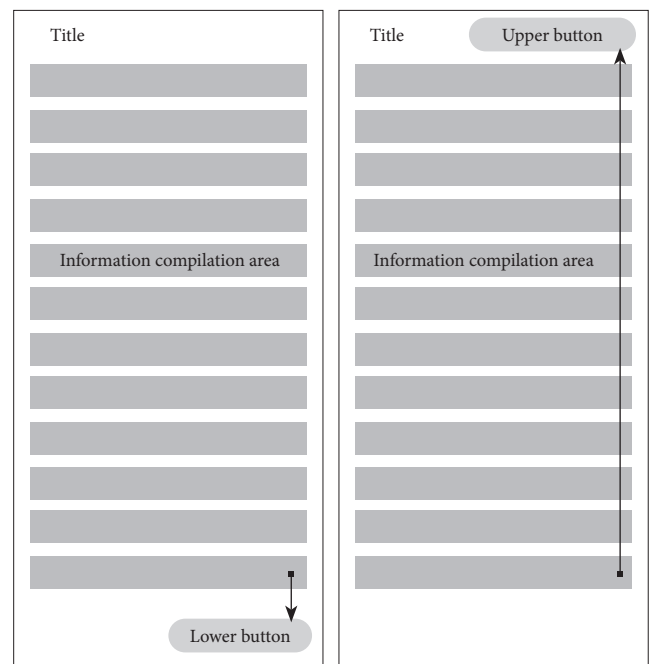 Title
Information compilation area
Lower button
Title
Upper button
Information compilation area